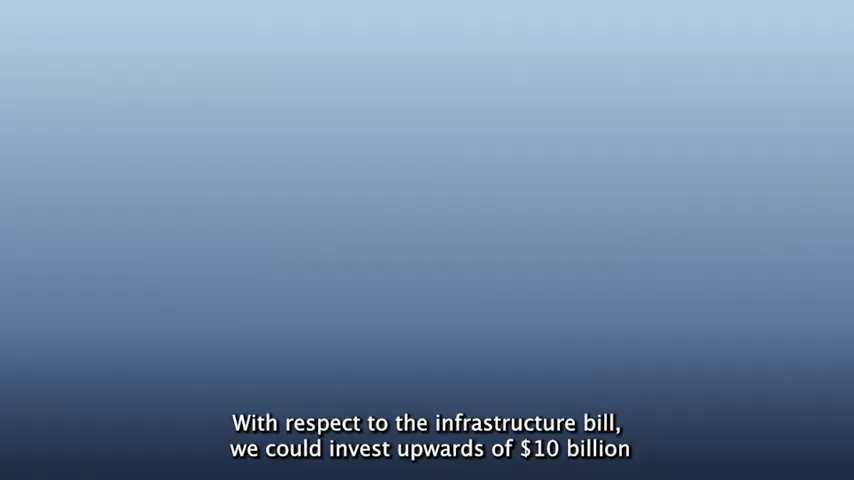 With respect to the infrastructure bill,
we could invest upwards of $10 billion